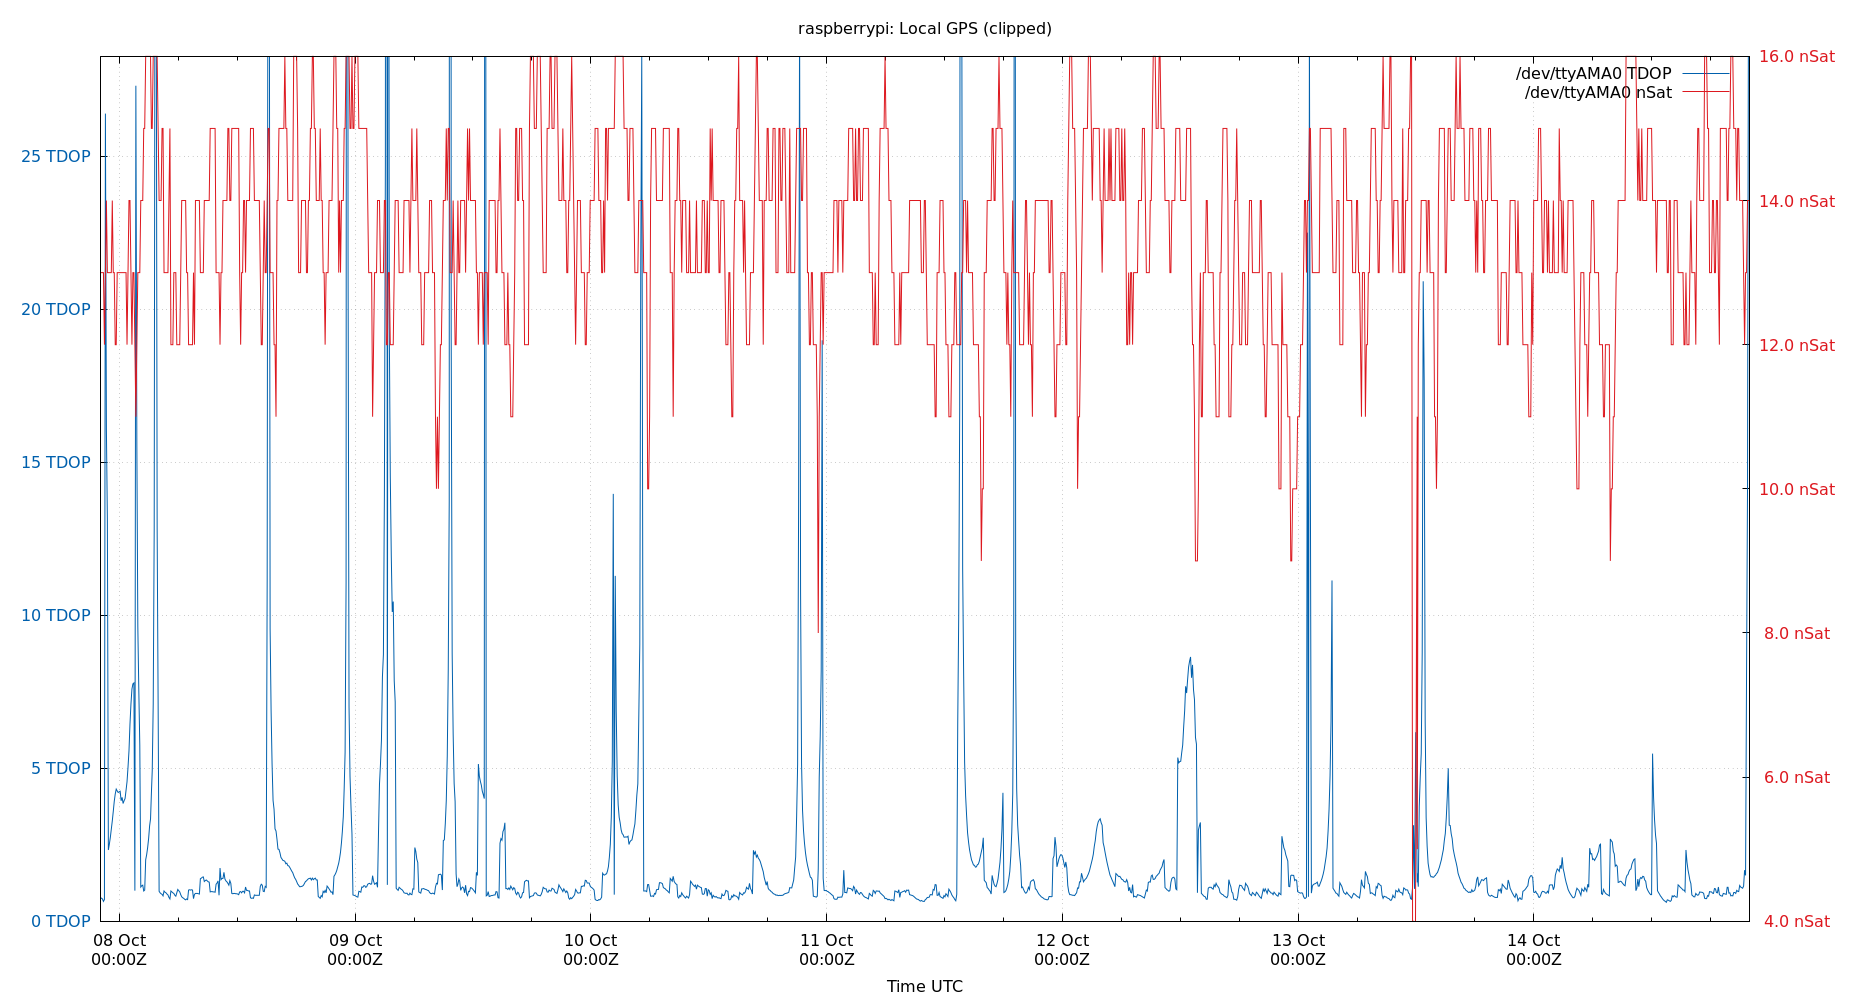 raspberrypi: Local GPS (clipped)
16.0 nSat
/dev/ttyAMA0 TDOP
/dev/ttyAMA0 nSat
25 TDOP
14.0 nSat
20 TDOP
12.0 nSat
15 TDOP
10.0 nSat
10 TDOP
8.0 nSat
5 TDOP
6.0 nSat
0 TDOP
4.0 nSat
08 Oct
00:00Z
09 Oct
00:00Z
10 Oct
00:00Z
11 Oct
00:00Z
12 Oct
00:00Z
13 Oct
00:00Z
14 Oct
00:00Z
Time UTC